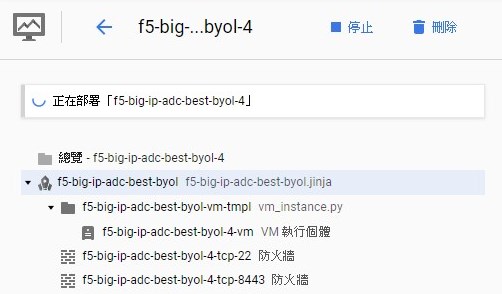 f5-big-...byol-4 停止 刪除
正在部署「f5-big-ip-adc-best-byol-4」
總覽 - f5-big-ip-adc-best-byol-4
f5-big-ip-adc-best-byol f5-big-ip-adc-best-byol.jinja
f5-big-ip-adc-best-byol-vm-tmpl vm_instance.py
f5-big-ip-adc-best-byol-4-vm VM 執行個體
f5-big-ip-adc-best-byol-4-tcp-22 防火牆
f5-big-ip-adc-best-byol-4-tcp-8443 防火牆